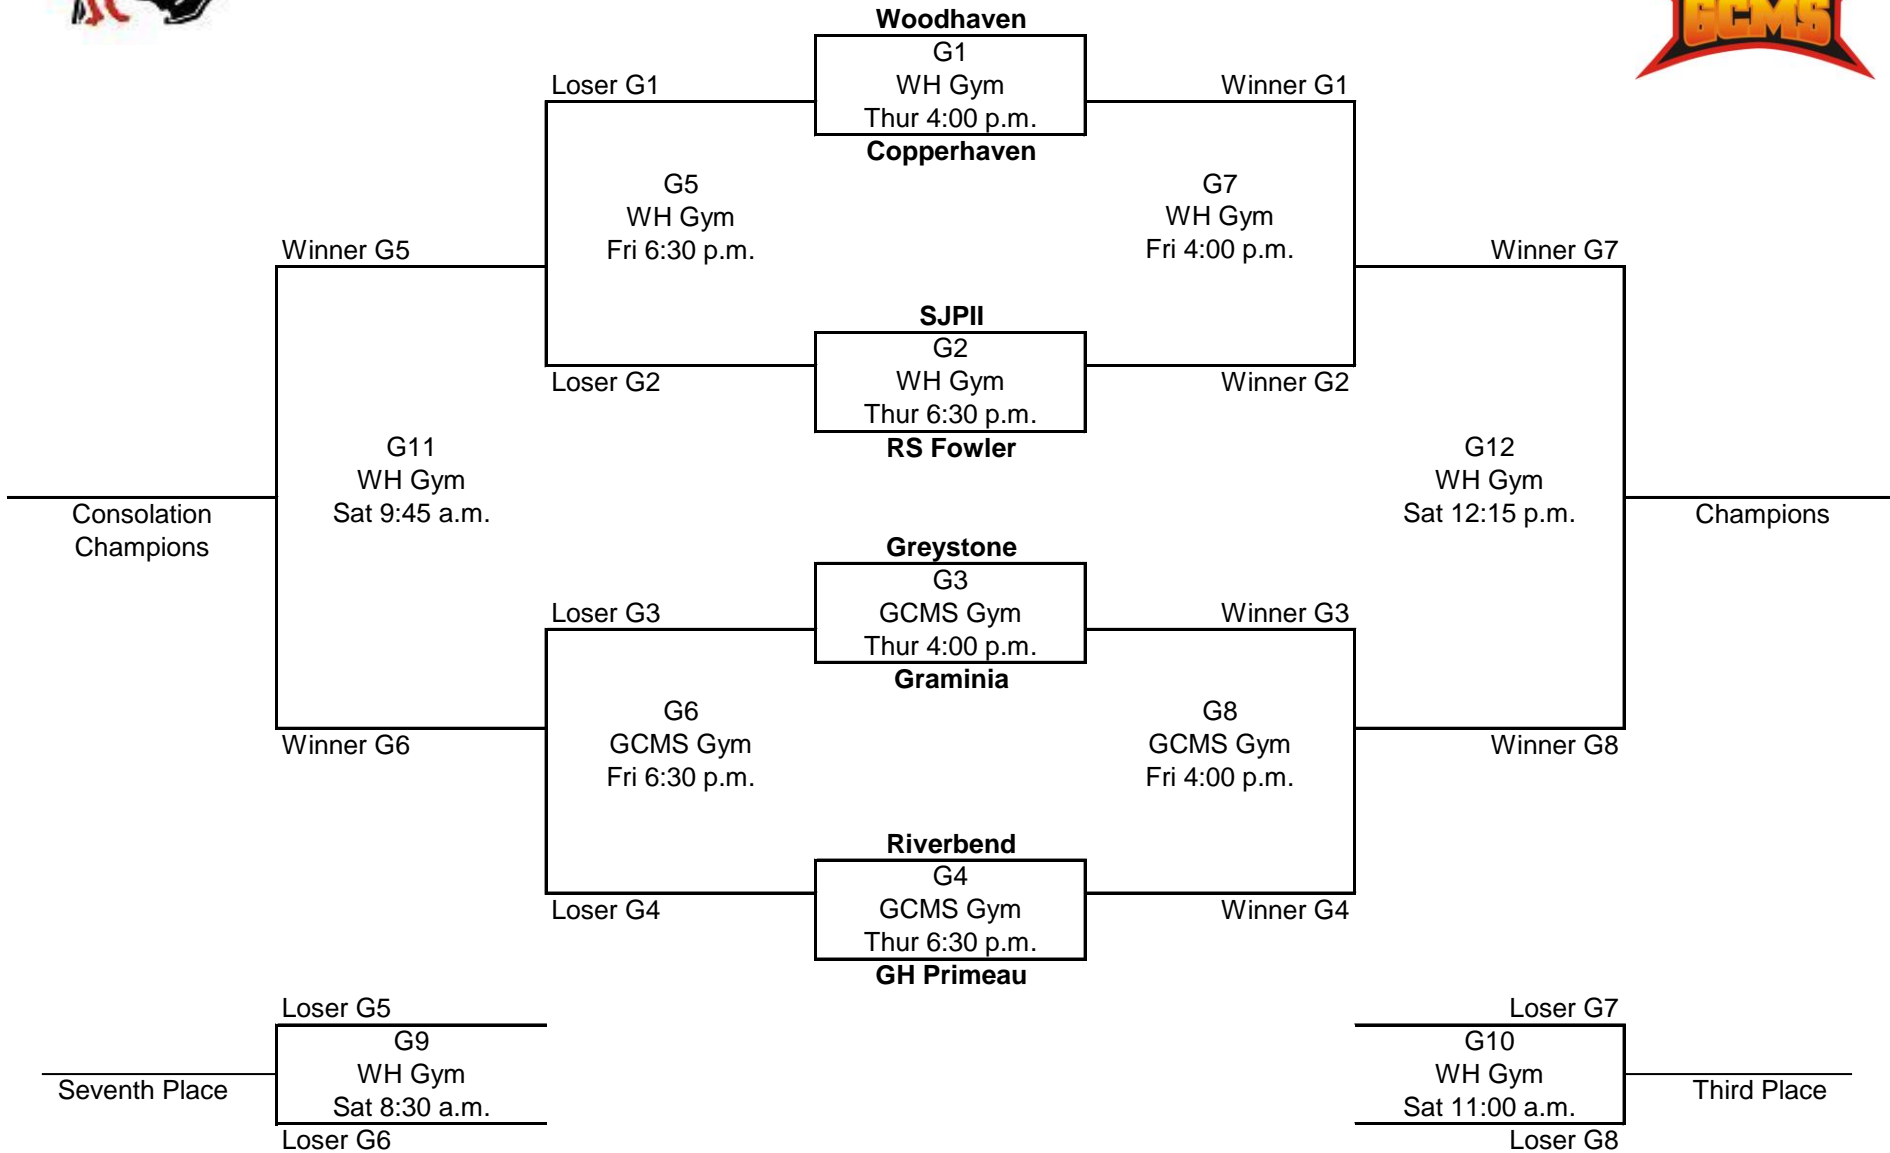 GCMS
Woodhaven
G1
WH Gym
Thur 4:00 p.m.
Copperhaven
Loser G1
Winner G1
G5
WH Gym
Fri 6:30 p.m.
G7
WH Gym
Fri 4:00 p.m.
Winner G5
Winner G7
SJPII
G2
WH Gym
Thur 6:30 p.m.
RS Fowler
Loser G2
Winner G2
G11
WH Gym
Sat 9:45 a.m.
G12
WH Gym
Sat 12:15 p.m.
Consolation
Champions
Champions
Greystone
G3
GCMS Gym
Thur 4:00 p.m.
Graminia
Loser G3
Winner G3
G6
GCMS Gym
Fri 6:30 p.m.
G8
GCMS Gym
Fri 4:00 p.m.
Winner G6
Winner G8
Riverbend
G4
GCMS Gym
Thur 6:30 p.m.
GH Primeau
Loser G4
Winner G4
Loser G5
G9
WH Gym
Sat 8:30 a.m.
Loser G6
Seventh Place
Loser G7
G10
WH Gym
Sat 11:00 a.m.
Loser G8
Third Place